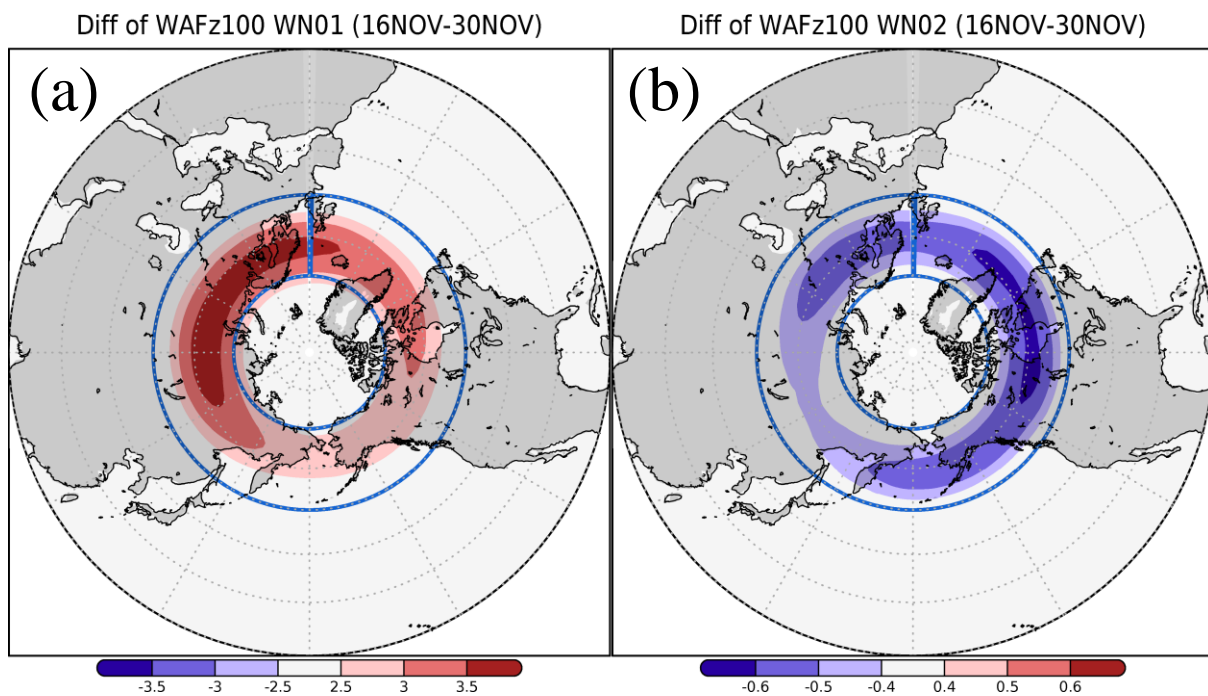 Diff of WAFz100 WN01 (16NOV-30NOV)
Diff of WAFz100 WN02 (16NOV-30NOV)
(a)
(b)
-3.5 -3 -2.5 2.5 3 3.5
-0.6 -0.5 -0.4 0.4 0.5 0.6